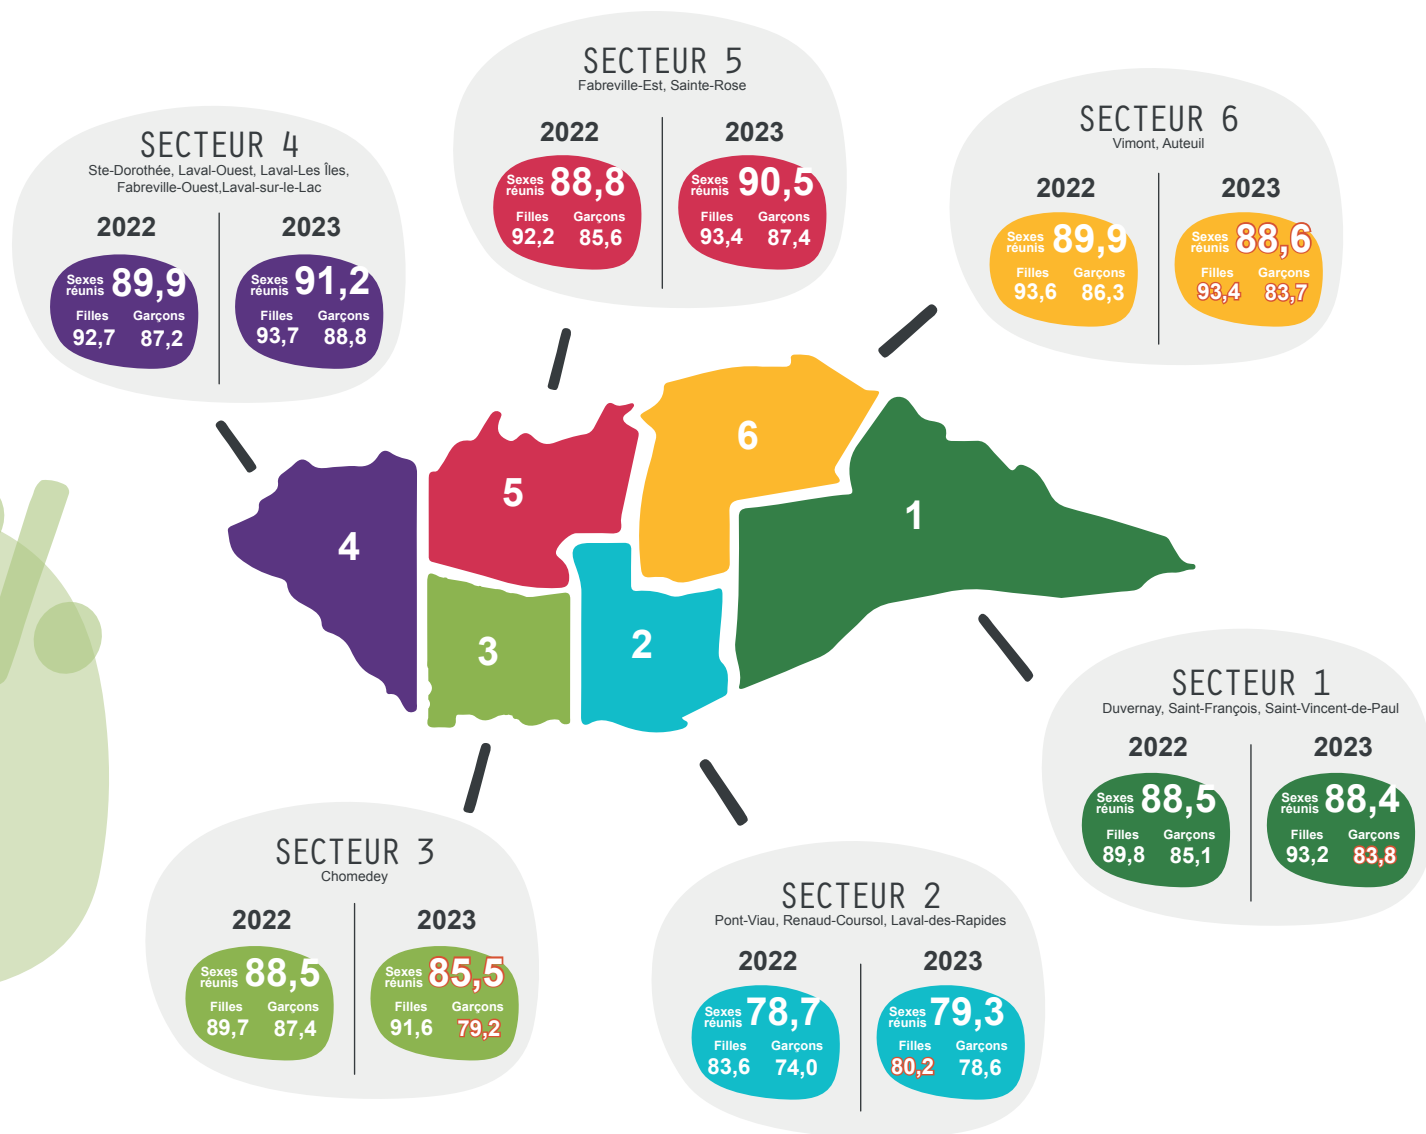 SECTEUR 5
Fabreville-Est, Sainte-Rose
2022
2023
Sexes
réunis 88,8
Filles Garçons
92,2 85,6
Sexes
réunis 90,5
Filles Garçons
93,4 87,4
SECTEUR 4
Ste-Dorothée, Laval-Ouest, Laval-Les Îles,
Fabreville-Ouest,Laval-sur-le-Lac
2022
2023
Sexes
réunis 89,9
Filles Garçons
92,7 87,2
Sexes
réunis 91,2
Filles Garçons
93,7 88,8
SECTEUR 6
Vimont, Auteuil
2022
2023
Sexes
réunis 89,9
Filles Garçons
93,6 86,3
Sexes
réunis 88,6
Filles Garçons
93,4 83,7
6
5
1
4
3
2
SECTEUR 1
Duvernay, Saint-François, Saint-Vincent-de-Paul
2022
2023
Sexes
réunis 88,5
Filles Garçons
89,8 85,1
Sexes
réunis 88,4
Filles Garçons
93,2 83,8
SECTEUR 3
Chomedey
2022
2023
Sexes
réunis 88,5
Filles Garçons
89,7 87,4
Sexes
réunis 85,5
Filles Garçons
91,6 79,2
SECTEUR 2
Pont-Viau, Renaud-Coursol, Laval-des-Rapides
2022
2023
Sexes
réunis 78,7
Filles Garçons
83,6 74,0
Sexes
réunis 79,3
Filles Garçons
80,2 78,6